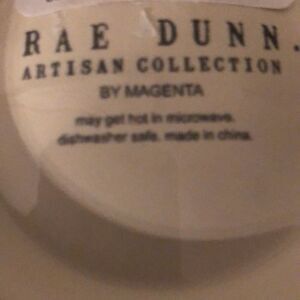 RAE DUNN.
ARTISAN COLLECTION
BY MAGENTA
may get hot in microwave.
dishwasher safe. made in china.